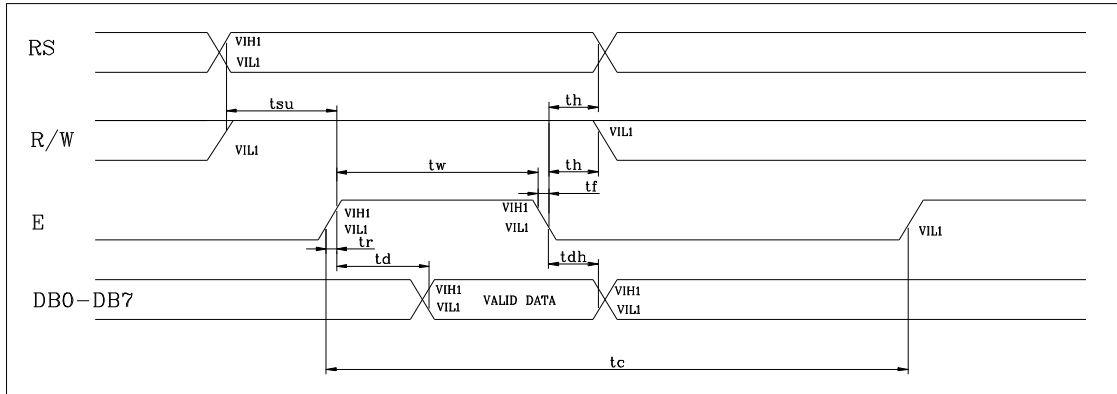 RS
VIH1
VIL1
tsu
th
R/W
VIL1
VIL1
tw
th
tf
E
VIH1
VIL1
VIH1
VIL1
VIL1
tr
td
tdh
DB0-DB7
VIH1
VIL1
VALID DATA
VIH1
VIL1
tc